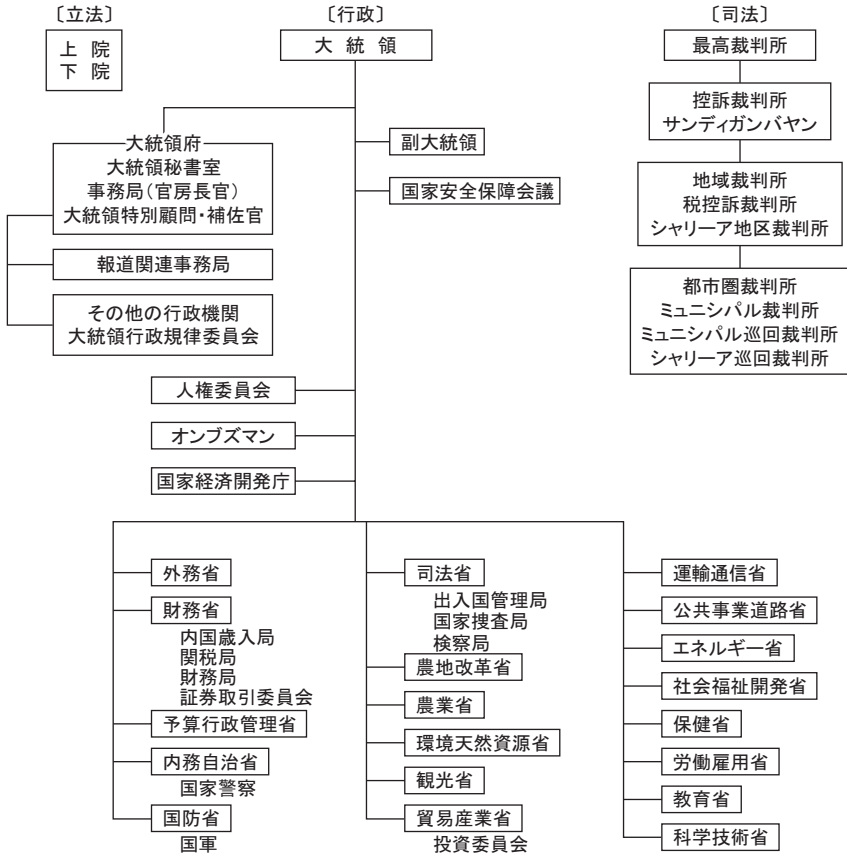 〔立法〕
上 院
下 院
〔行政〕
大 統 領
大統領府
大統領秘書室
事務局（官房長官）
大統領特別顧問・補佐官
報道関連事務局
その他の行政機関
大統領行政規律委員会
副大統領
国家安全保障会議
人権委員会
オンブズマン
国家経済開発庁
外務省
財務省
内国歳入局
関税局
財務局
証券取引委員会
予算行政管理省
内務自治省
国家警察
国防省
国軍
司法省
出入国管理局
国家捜査局
検察局
農地改革省
農業省
環境天然資源省
観光省
貿易産業省
投資委員会
運輸通信省
公共事業道路省
エネルギー省
社会福祉開発省
保健省
労働雇用省
教育省
科学技術省
〔司法〕
最高裁判所
控訴裁判所
サンディガンバヤン
地域裁判所
税控訴裁判所
シャリーア地区裁判所
都市圏裁判所
ミュニシパル裁判所
ミュニシパル巡回裁判所
シャリーア巡回裁判所